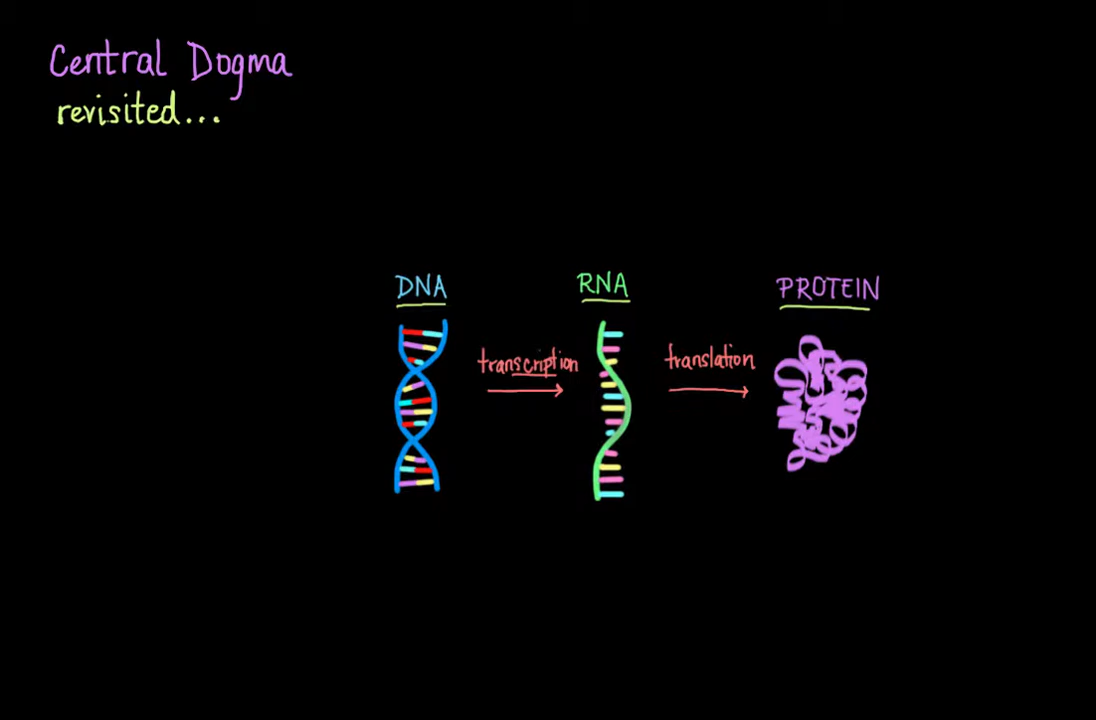 Central Dogma
revisited...
DNA
RNA
PROTEIN
transcription
translation